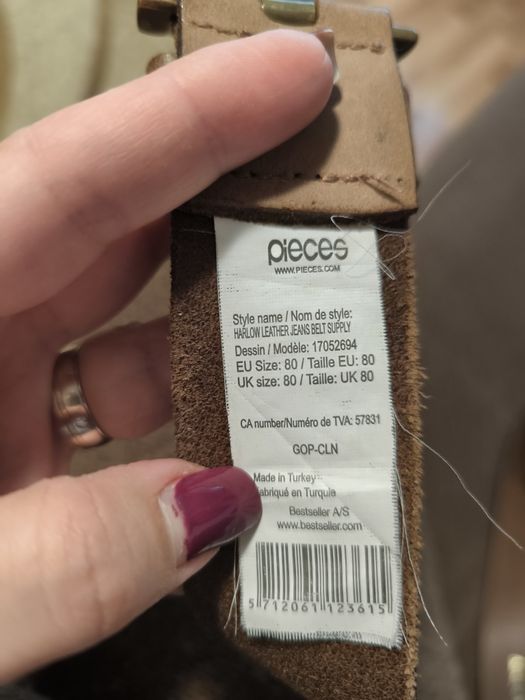 pieces
WWW.PIECES.COM
Style name / Nom de style:
HARLOW LEATHER JEANS BELT SUPPLY
Dessin / Modèle: 17052694
EU Size: 80 / Taille EU: 80
UK size: 80 / Taille: UK 80
CA number/Numéro de TVA: 57831
GOP-CLN
Made in Turkey
abriqué en Turquie
Bestseller A/S
www.bestseller.com
5 712061 123615